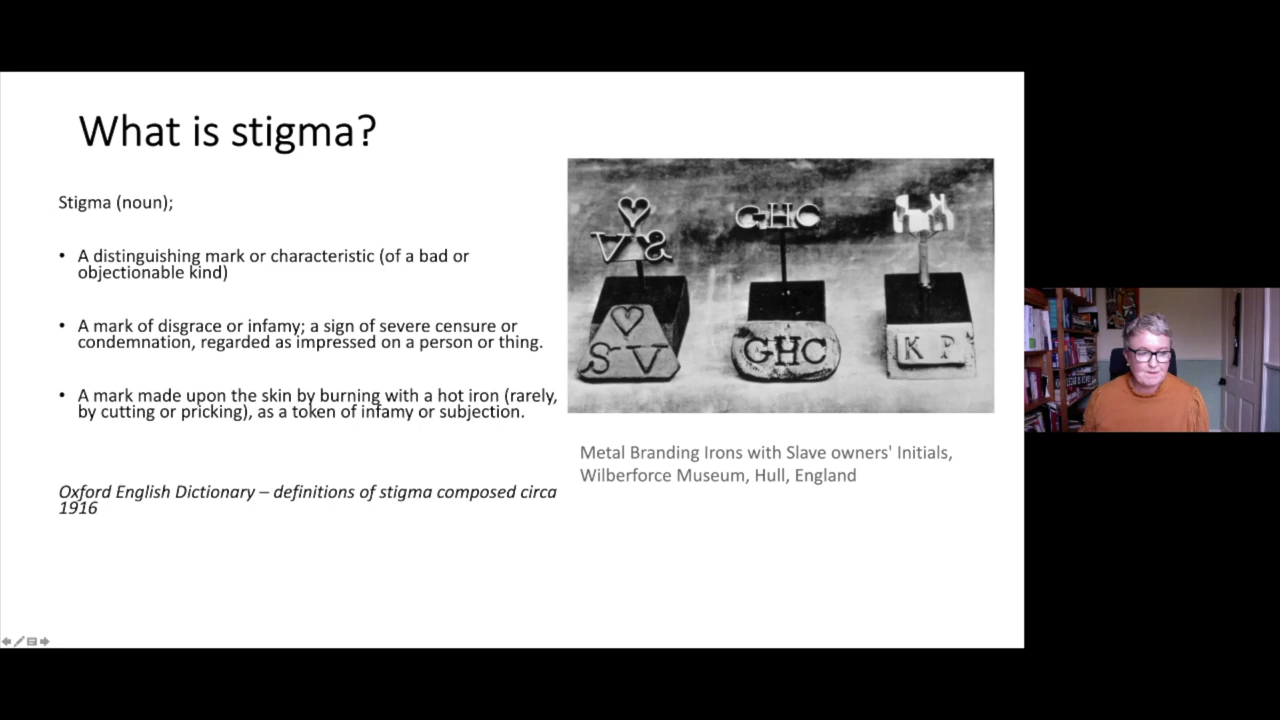 What is stigma?
Stigma (noun);
• A distinguishing mark or characteristic (of a bad or
objectionable kind)
• A mark of disgrace or infamy; a sign of severe censure or
condemnation, regarded as impressed on a person or thing.
• A mark made upon the skin by burning with a hot iron (rarely,
by cutting or pricking), as a token of infamy or subjection.
Oxford English Dictionary – definitions of stigma composed circa
1916
GHC
S V
GHC
K P
Metal Branding Irons with Slave owners' Initials,
Wilberforce Museum, Hull, England